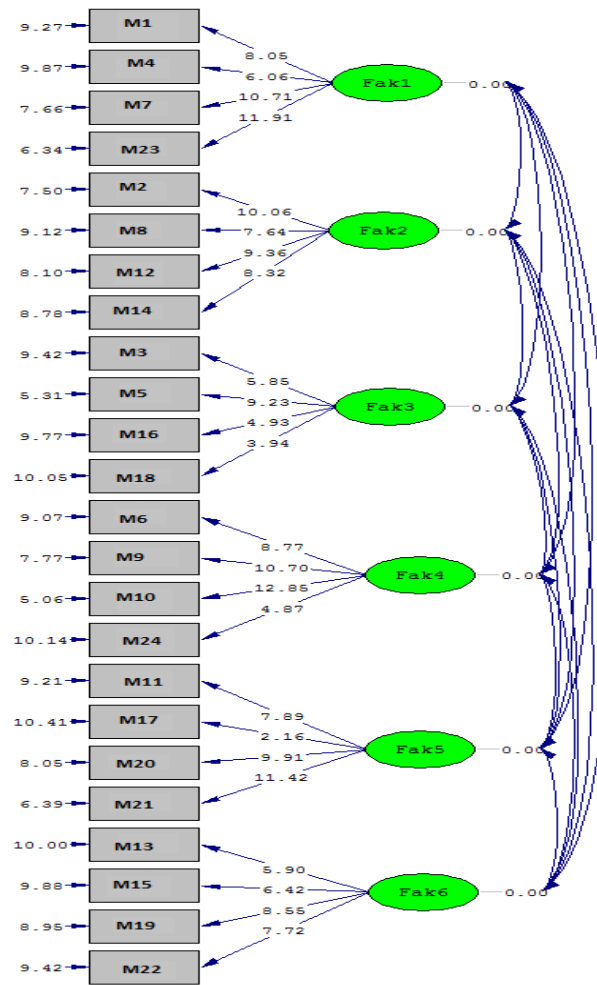 9.27 M1
8.05
9.87 M4
6.06
Fak1 0.00
7.66 M7
10.71
6.34 M23
11.91
7.50 M2
10.06
9.12 M8
7.64
Fak2 0.00
8.10 M12
9.36
8.78 M14
8.32
9.42 M3
5.85
5.31 M5
9.23
Fak3 0.00
9.77 M16
4.93
10.05 M18
3.94
9.07 M6
8.77
7.77 M9
10.70
Fak4 0.00
5.06 M10
12.85
10.14 M24
4.87
9.21 M11
7.89
10.41 M17
2.16
Fak5 0.00
8.05 M20
9.91
6.39 M21
11.42
10.00 M13
5.90
9.88 M15
6.42
Fak6 0.00
8.95 M19
8.55
9.42 M22
7.72